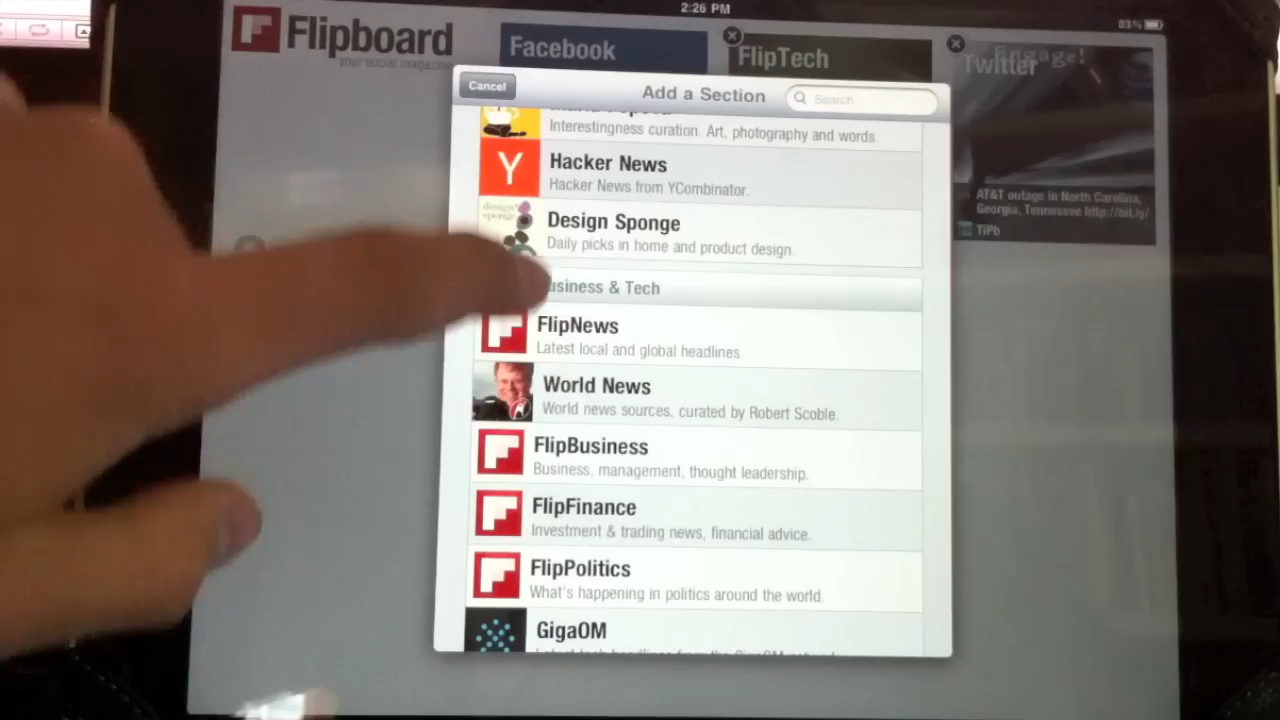 2:26 PM
83%
Flipboard
your social magazine
Facebook
FlipTech
Engage!
Twitter
Cancel
Add a Section
Search
Interestingness curation. Art, photography and words.
Hacker News
Hacker News from YCombinator.
design
sponge
Design Sponge
Daily picks in home and product design.
usiness & Tech
FlipNews
Latest local and global headlines.
World News
World news sources, curated by Robert Scoble.
FlipBusiness
Business, management, thought leadership.
FlipFinance
Investment & trading news, financial advice.
FlipPolitics
What's happening in politics around the world.
GigaOM
AT&T outage in North Carolina,
Georgia, Tennessee http://bit.ly/
TiPb